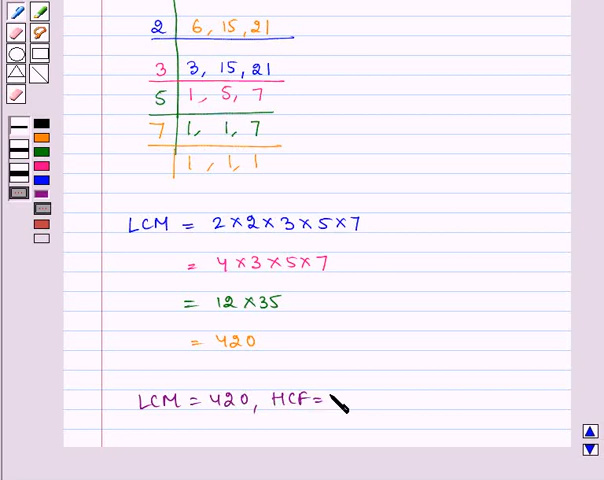 2 6, 15, 21
3 3, 15, 21
5 1, 5, 7
7 1, 1, 7
1, 1, 1
LCM = 2×2×3×5×7
= 4×3×5×7
= 12×35
= 420
LCM = 420, HCF =